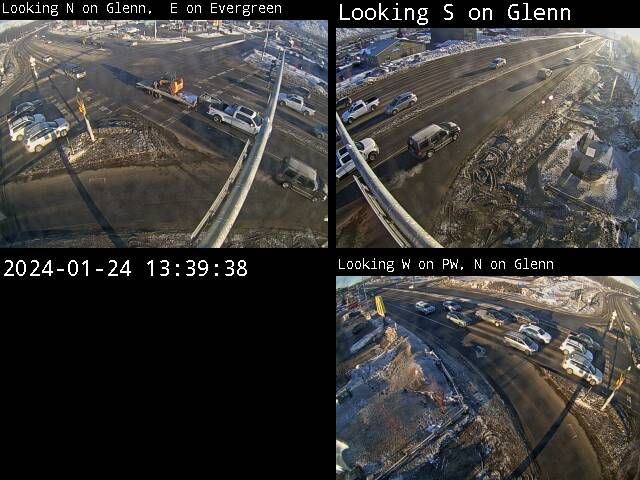 Looking N on Glenn,  E on Evergreen
Looking S on Glenn
2024-01-24 13:39:38
Looking W on PW, N on Glenn